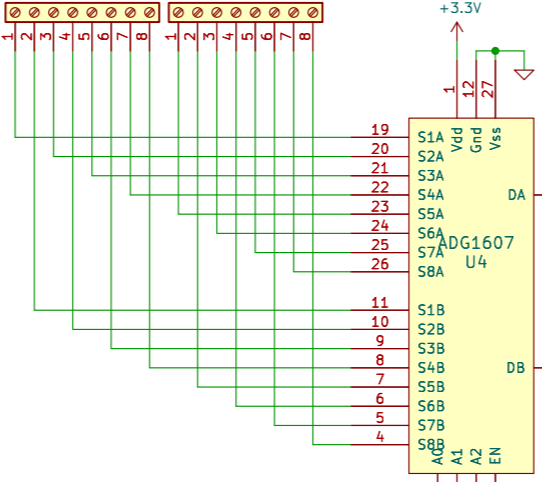 +3.3V
1 2 3 4 5 6 7 8 1 2 3 4 5 6 7 8
1 12 27
Vdd Gnd Vss
19 S1A
20 S2A
21 S3A
22 S4A DA
23 S5A
24 S6A
ADG1607
25 S7A
U4
26 S8A
11 S1B
10 S2B
9 S3B
8 S4B DB
7 S5B
6 S6B
5 S7B
4 S8B
A0 A1 A2 EN